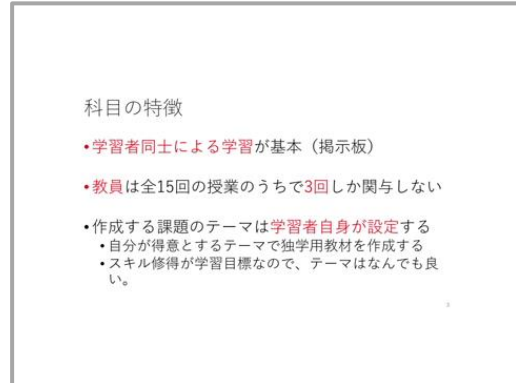 科目の特徴
•学習者同士による学習が基本（掲示板）
•教員は全15回の授業のうちで3回しか関与しない
•作成する課題のテーマは学習者自身が設定する
•自分が得意とするテーマで独学用教材を作成する
•スキル修得が学習目標なので、テーマはなんでも良
い。